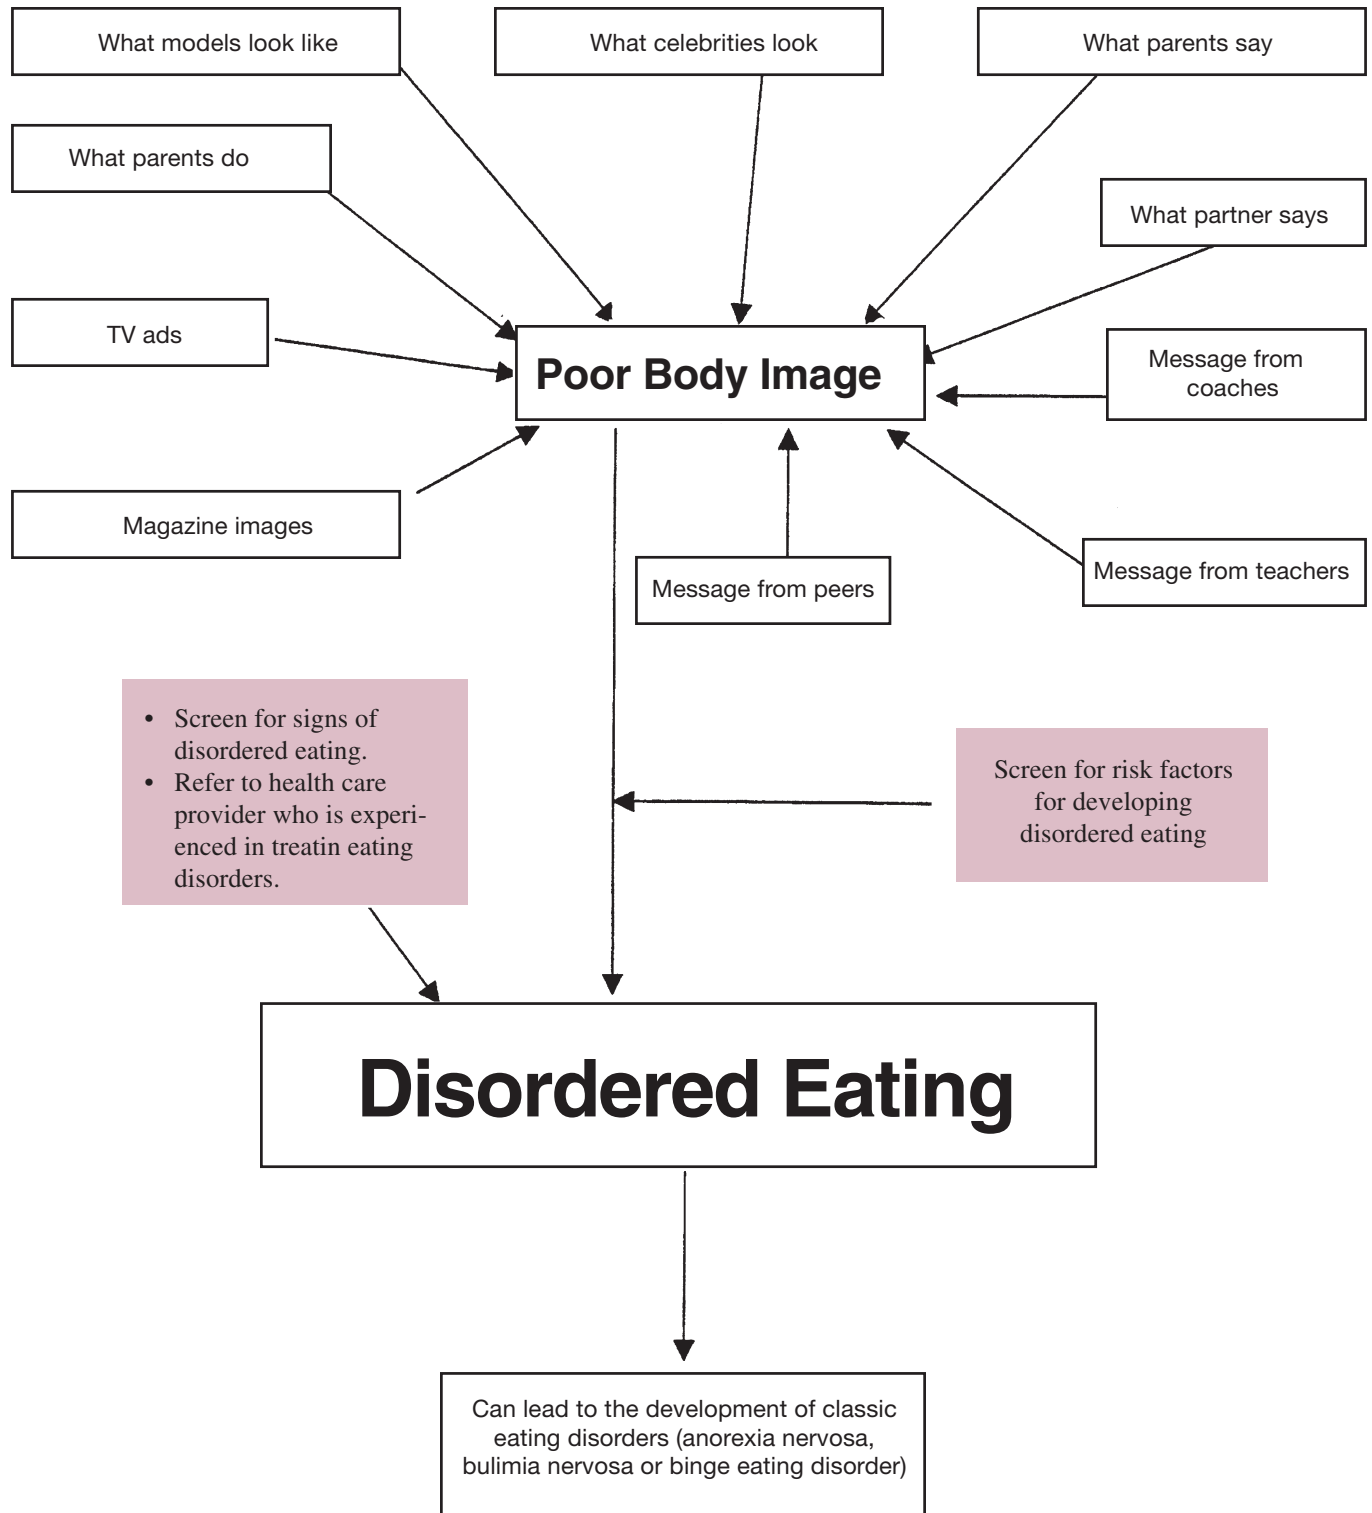 What models look like
What celebrities look
What parents say
What parents do
What partner says
TV ads
Poor Body Image
Message from
coaches
Magazine images
Message from peers
Message from teachers
• Screen for signs of
disordered eating.
• Refer to health care
provider who is experi-
enced in treatin eating
disorders.
Screen for risk factors
for developing
disordered eating
Disordered Eating
Can lead to the development of classic
eating disorders (anorexia nervosa,
bulimia nervosa or binge eating disorder)